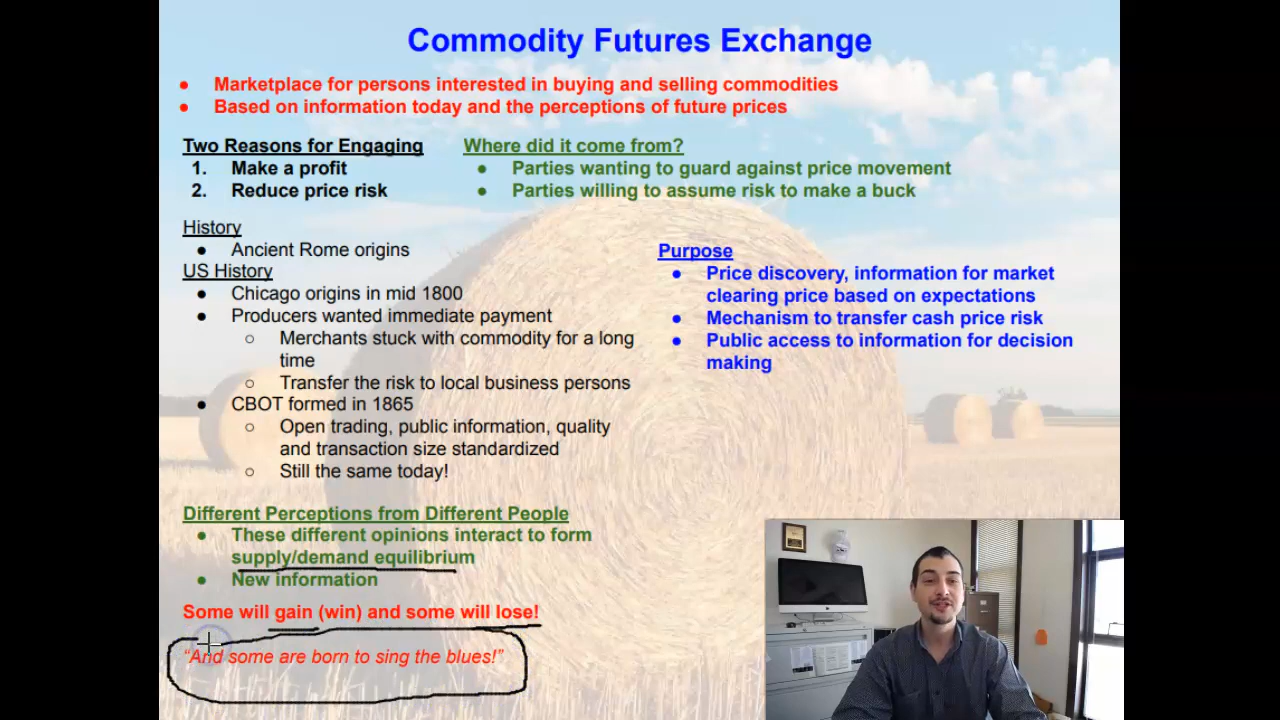 Commodity Futures Exchange
● Marketplace for persons interested in buying and selling commodities
● Based on information today and the perceptions of future prices
Two Reasons for Engaging
1. Make a profit
2. Reduce price risk
Where did it come from?
● Parties wanting to guard against price movement
● Parties willing to assume risk to make a buck
History
● Ancient Rome origins
US History
● Chicago origins in mid 1800
● Producers wanted immediate payment
○ Merchants stuck with commodity for a long
time
○ Transfer the risk to local business persons
● CBOT formed in 1865
○ Open trading, public information, quality
and transaction size standardized
○ Still the same today!
Purpose
● Price discovery, information for market
clearing price based on expectations
● Mechanism to transfer cash price risk
● Public access to information for decision
making
Different Perceptions from Different People
● These different opinions interact to form
supply/demand equilibrium
● New information
Some will gain (win) and some will lose!
“And some are born to sing the blues!”